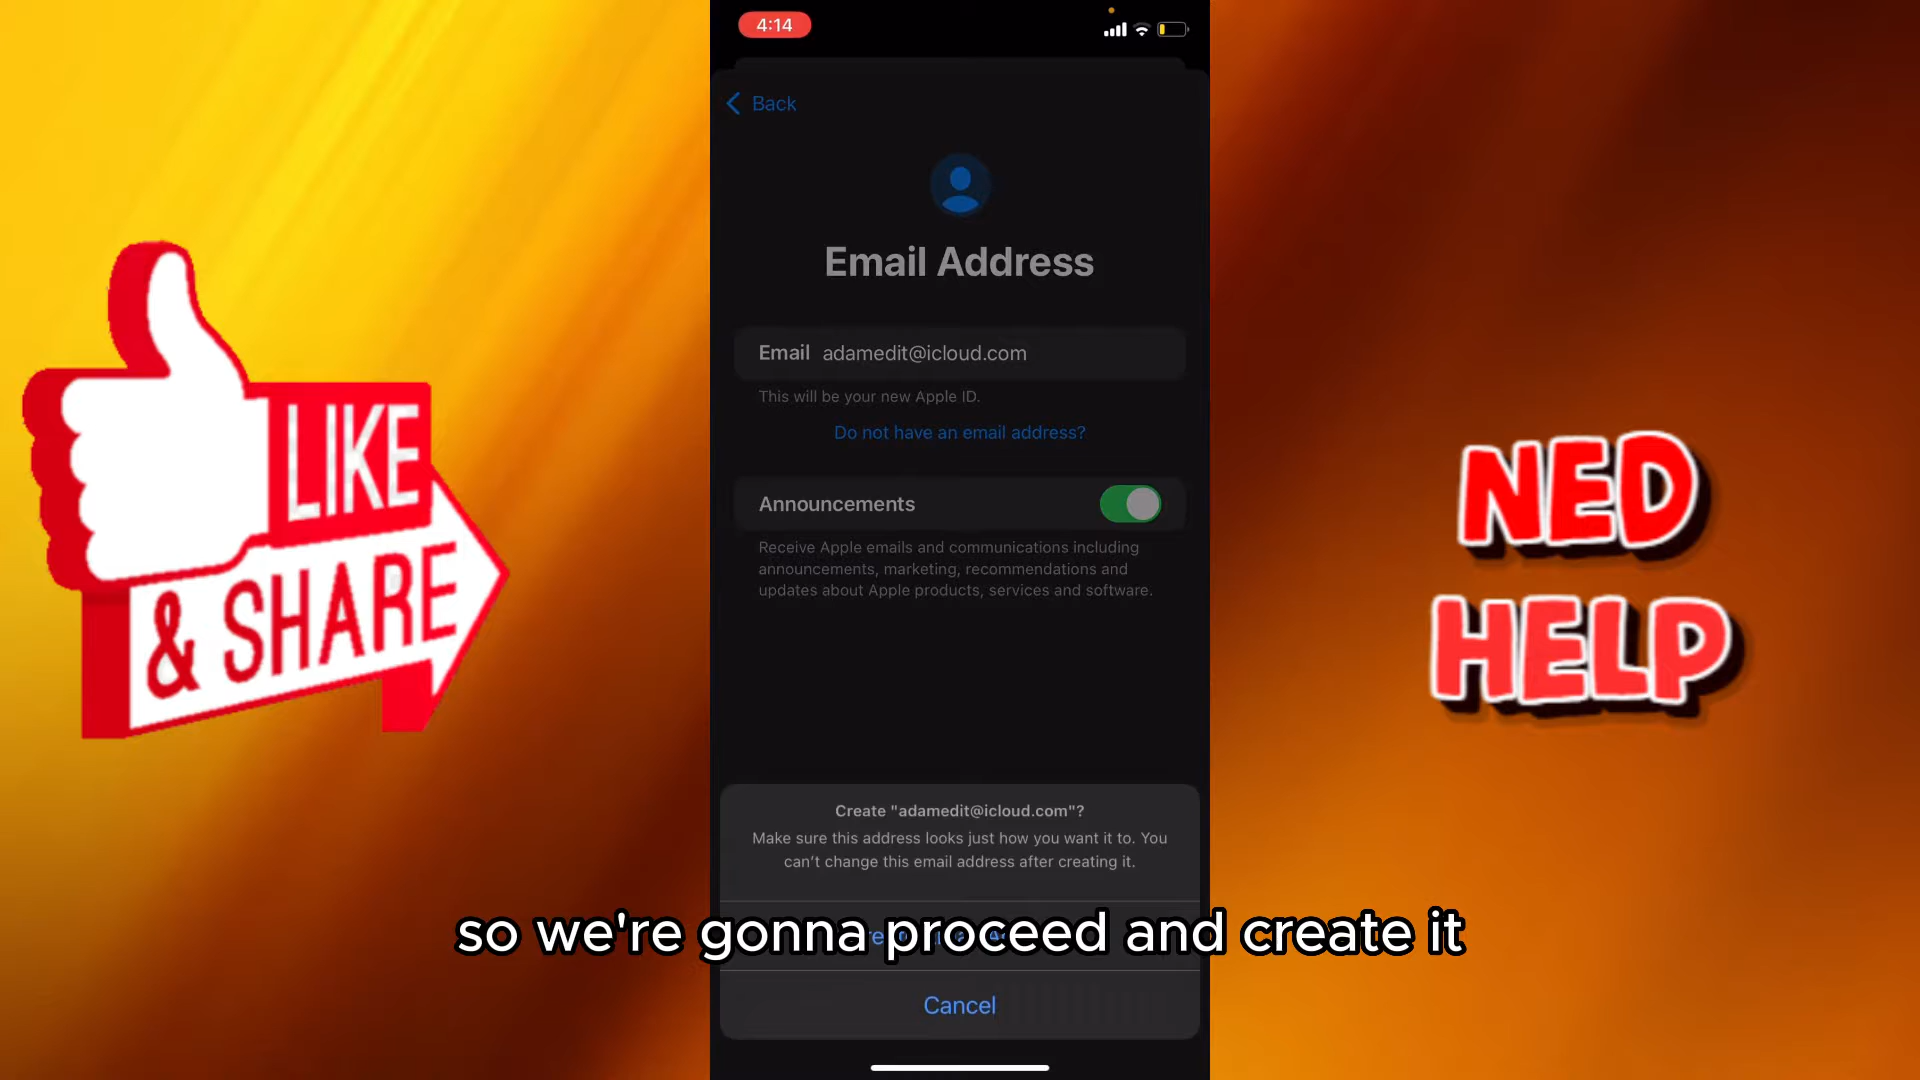 4:14
Back
Email Address
Email adamedit@icloud.com
This will be your new Apple ID.
Do not have an email address?
Announcements
Receive Apple emails and communications including
announcements, marketing, recommendations and
updates about Apple products, services and software.
LIKE
& SHARE
NED
HELP
Create "adamedit@icloud.com"?
Make sure this address looks just how you want it to. You
can't change this email address after creating it.
so we're gonna proceed and create it
Cancel